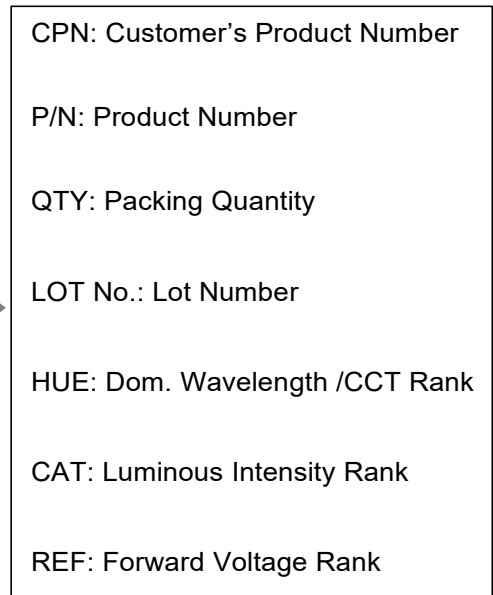 CPN: Customer’s Product Number
P/N: Product Number
QTY: Packing Quantity
LOT No.: Lot Number
HUE: Dom. Wavelength /CCT Rank
CAT: Luminous Intensity Rank
REF: Forward Voltage Rank